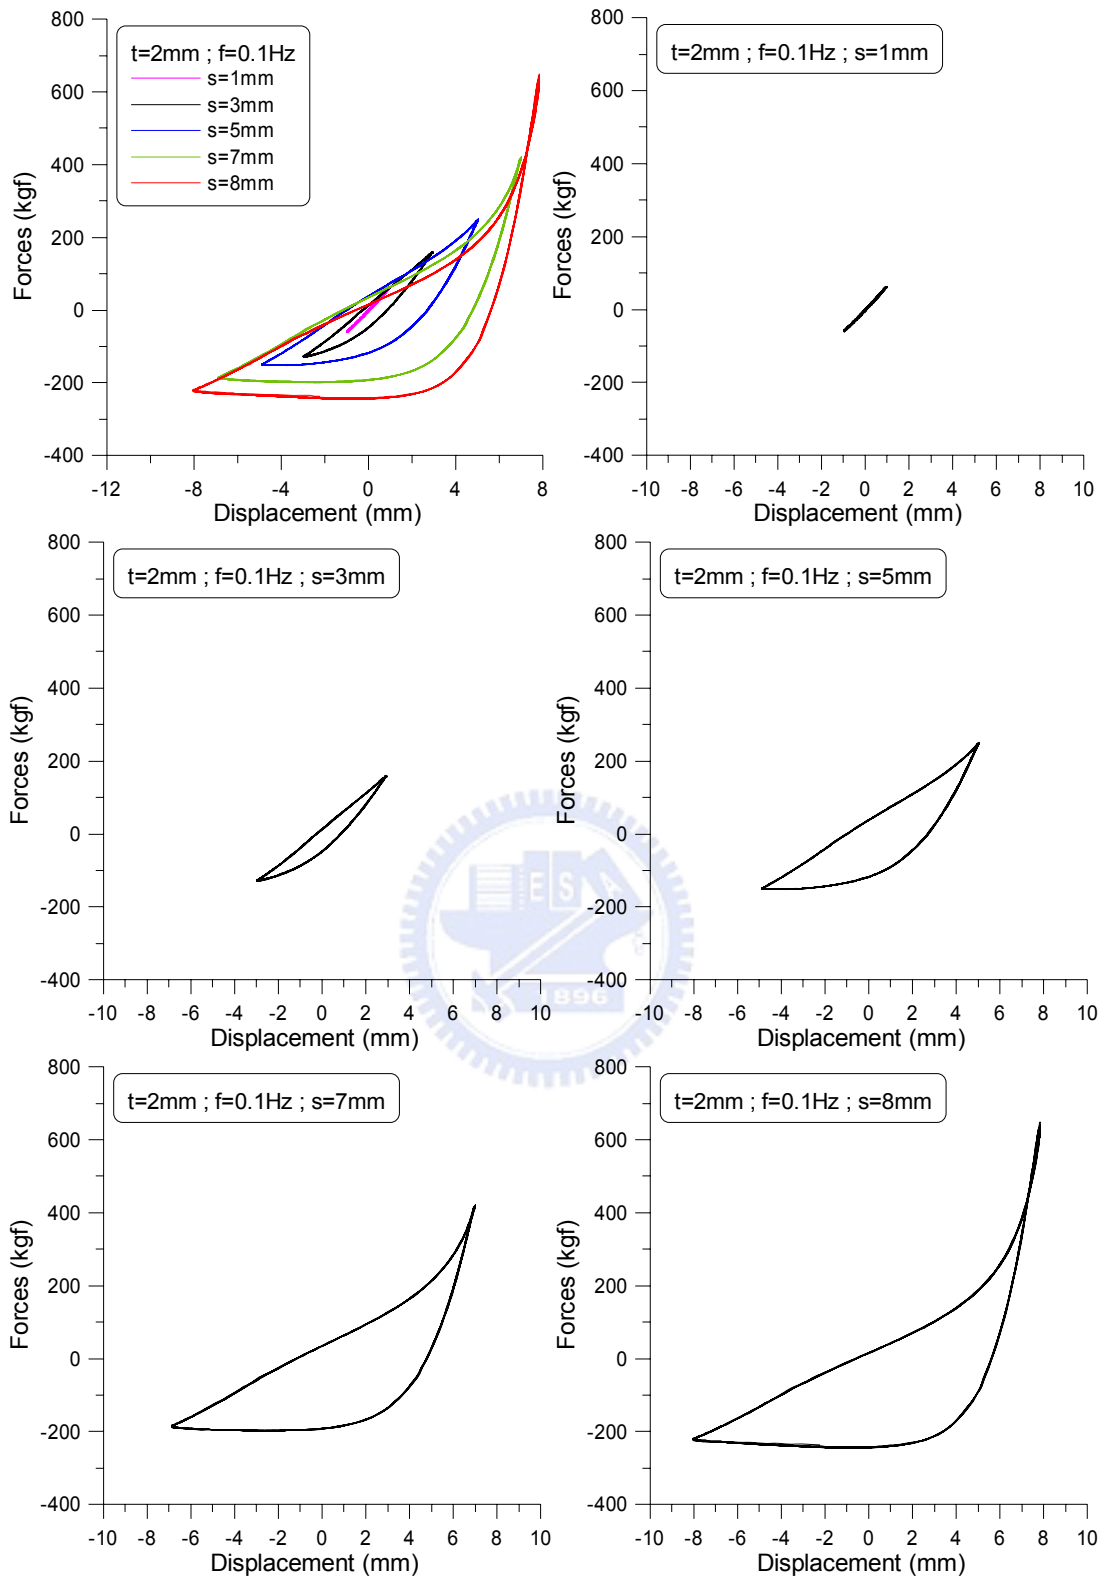 800
600
400
200
0
-200
-400
Forces (kgf)
t=2mm ; f=0.1Hz
s=1mm
s=3mm
s=5mm
s=7mm
s=8mm
-12 -8 -4 0 4 8
Displacement (mm)
800
600
400
200
0
-200
-400
Forces (kgf)
t=2mm ; f=0.1Hz ; s=1mm
-10 -8 -6 -4 -2 0 2 4 6 8 10
Displacement (mm)
800
600
400
200
0
-200
-400
Forces (kgf)
t=2mm ; f=0.1Hz ; s=3mm
-10 -8 -6 -4 -2 0 2 4 6 8 10
Displacement (mm)
800
600
400
200
0
-200
-400
Forces (kgf)
t=2mm ; f=0.1Hz ; s=5mm
-10 -8 -6 -4 -2 0 2 4 6 8 10
Displacement (mm)
E S A
1896
800
600
400
200
0
-200
-400
Forces (kgf)
t=2mm ; f=0.1Hz ; s=7mm
-10 -8 -6 -4 -2 0 2 4 6 8 10
Displacement (mm)
800
600
400
200
0
-200
-400
Forces (kgf)
t=2mm ; f=0.1Hz ; s=8mm
-10 -8 -6 -4 -2 0 2 4 6 8 10
Displacement (mm)